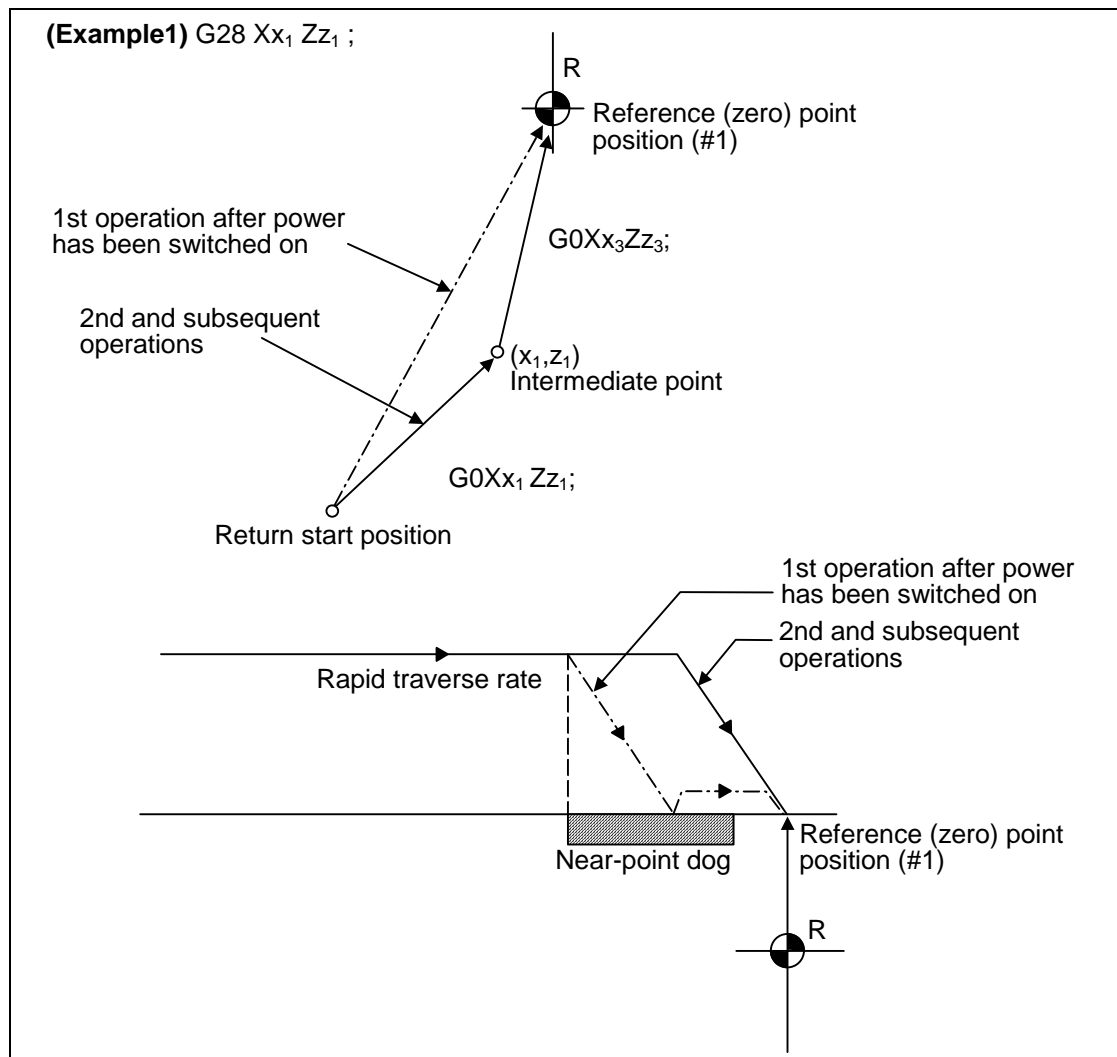 (Example1) G28 Xx₁ Zz₁ ;
R
Reference (zero) point
position (#1)
1st operation after power
has been switched on
G0Xx₃Zz₃;
2nd and subsequent
operations
(x₁,z₁)
Intermediate point
G0Xx₁ Zz₁;
Return start position
1st operation after power
has been switched on
2nd and subsequent
operations
Rapid traverse rate
Reference (zero) point
position (#1)
Near-point dog
R